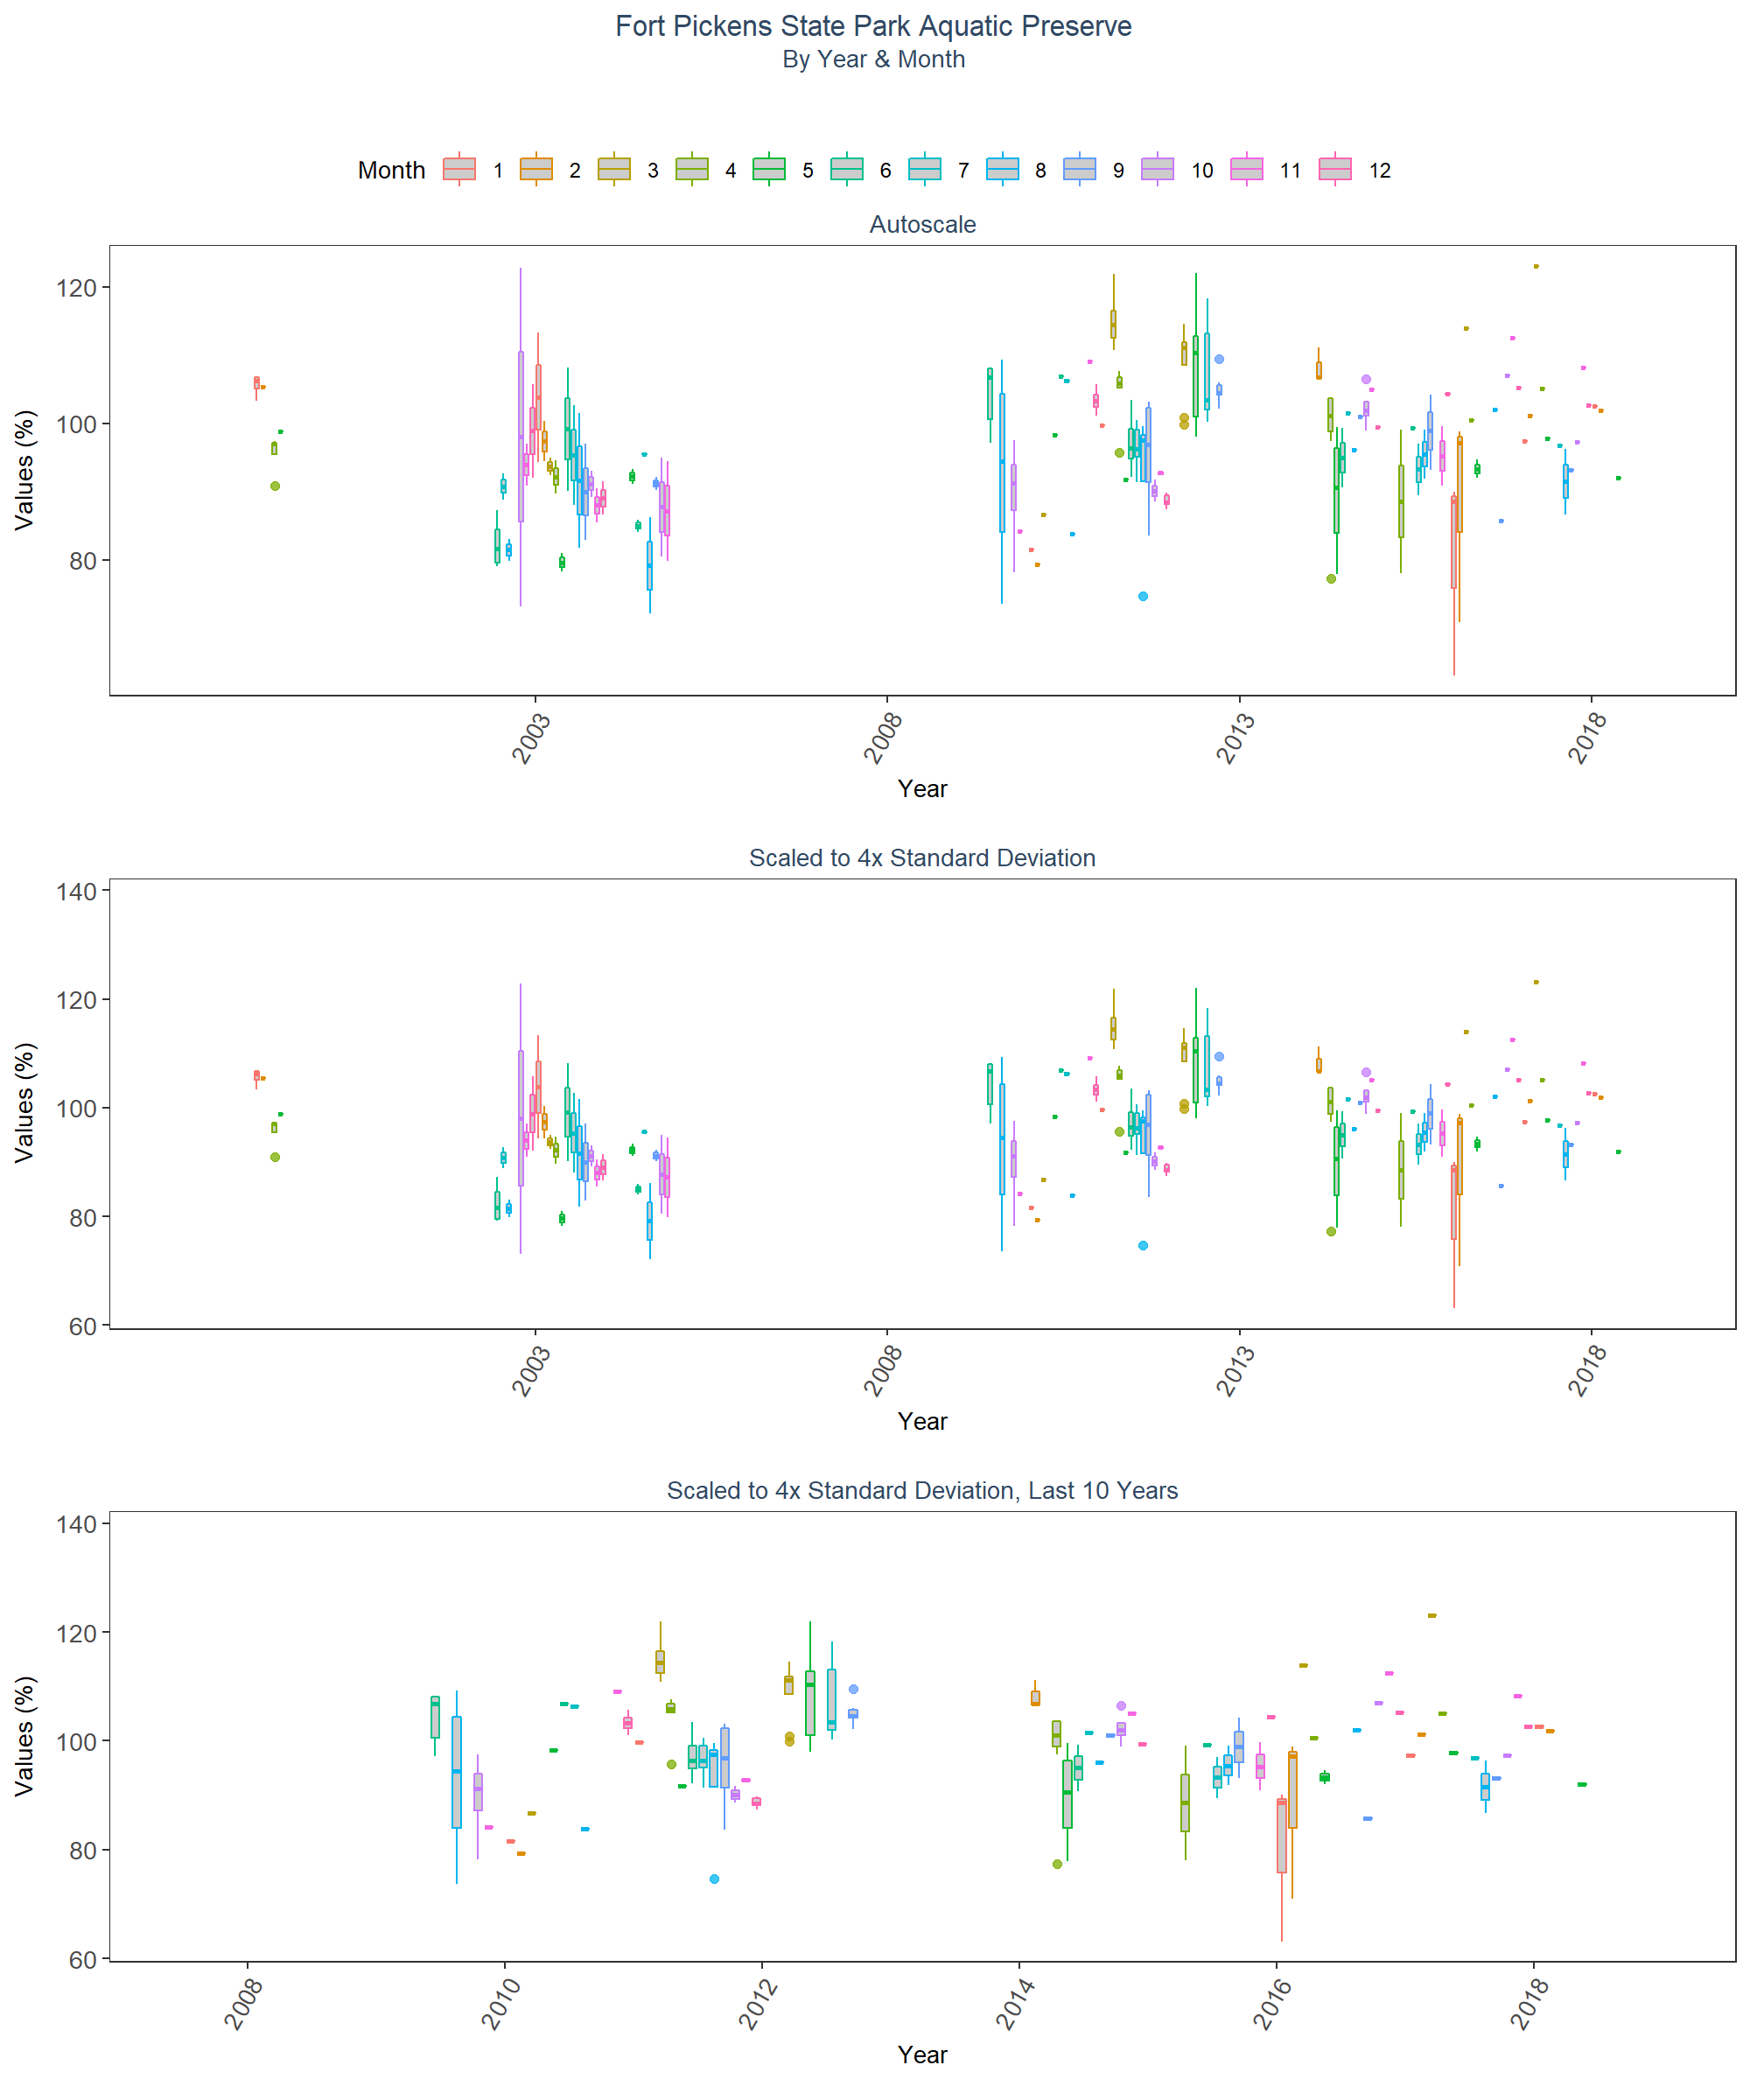 Fort Pickens State Park Aquatic Preserve
By Year & Month
Month 1 2 3 4 5 6 7 8 9 10 11 12
Autoscale
Values (%)
120
100
80
2003 2008 2013 2018
Year
Scaled to 4x Standard Deviation
Values (%)
140
120
100
80
60
2003 2008 2013 2018
Year
Scaled to 4x Standard Deviation, Last 10 Years
Values (%)
140
120
100
80
60
2008 2010 2012 2014 2016 2018
Year